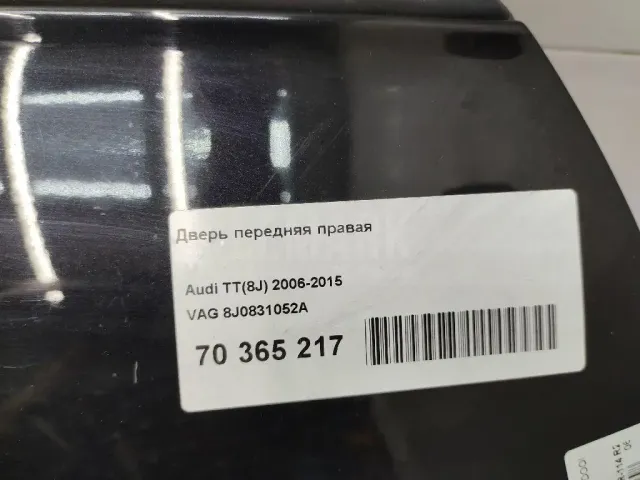 Дверь передняя правая
Audi TT(8J) 2006-2015
VAG 8J0831052A
70 365 217